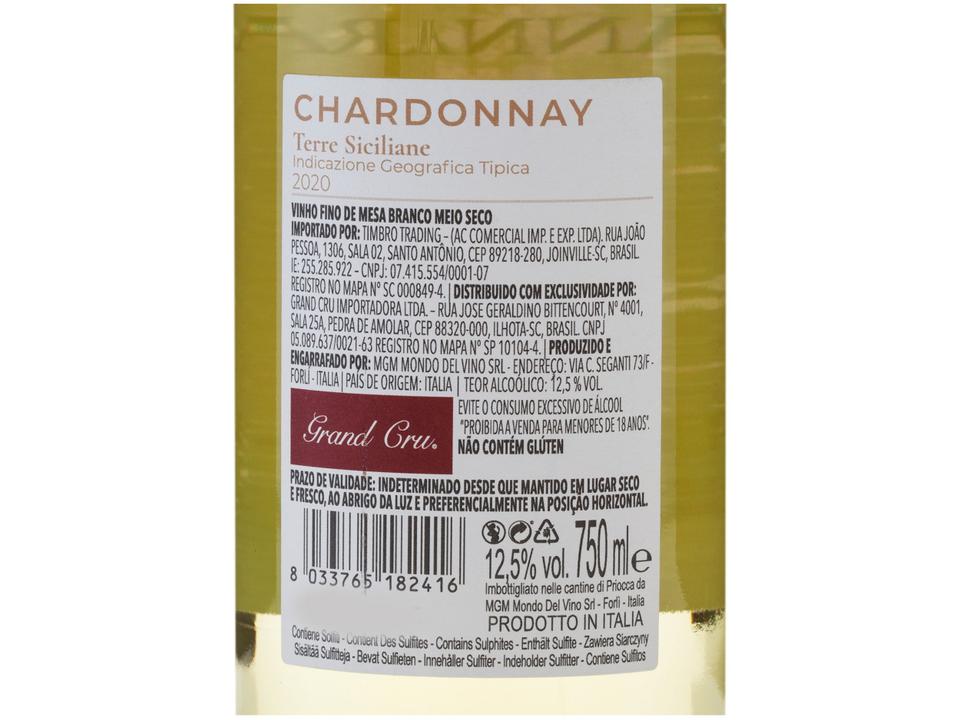 CHARDONNAY
Terre Siciliane
Indicazione Geografica Tipica
2020
VINHO FINO DE MESA BRANCO MEIO SECO
IMPORTADO POR: TIMBRO TRADING – (AC COMERCIAL IMP. E EXP. LTDA). RUA JOÃO
PESSOA, 1306, SALA 02, SANTO ANTÔNIO, CEP 89218-280, JOINVILLE-SC, BRASIL.
IE: 255.285.922 – CNPJ: 07.415.554/0001-07
REGISTRO NO MAPA Nº SC 000849-4. | DISTRIBUIDO COM EXCLUSIVIDADE POR:
GRAND CRU IMPORTADORA LTDA. – RUA JOSE GERALDINO BITTENCOURT, Nº 4001,
SALA 25A, PEDRA DE AMOLAR, CEP 88320-000, ILHOTA-SC, BRASIL. CNPJ
05.089.637/0021-63 REGISTRO NO MAPA Nº SP 10104-4. | PRODUZIDO E
ENGARRAFADO POR: MGM MONDO DEL VINO SRL - ENDEREÇO: VIA C. SEGANTI 73/F -
FORLÌ - ITALIA | PAÍS DE ORIGEM: ITALIA | TEOR ALCOÓLICO: 12,5 % VOL.
Grand Cru®
EVITE O CONSUMO EXCESSIVO DE ÁLCOOL
"PROIBIDA A VENDA PARA MENORES DE 18 ANOS".
NÃO CONTÉM GLÚTEN
PRAZO DE VALIDADE: INDETERMINADO DESDE QUE MANTIDO EM LUGAR SECO
E FRESCO, AO ABRIGO DA LUZ E PREFERENCIALMENTE NA POSIÇÃO HORIZONTAL.
8 033765 182416
12,5% vol. 750 ml e
Imbottigliato nelle cantine di Priocca da
MGM Mondo Del Vino Srl - Forlì - Italia
PRODOTTO IN ITALIA
Contiene Solfiti - Contient Des Sulfites - Contains Sulphites - Enthält Sulfite - Zawiera Siarczyny
Sisältää Sulfitteja - Bevat Sulfieten - Innehåller Sulfiter - Indeholder Sulfitter - Contiene Sulfitos